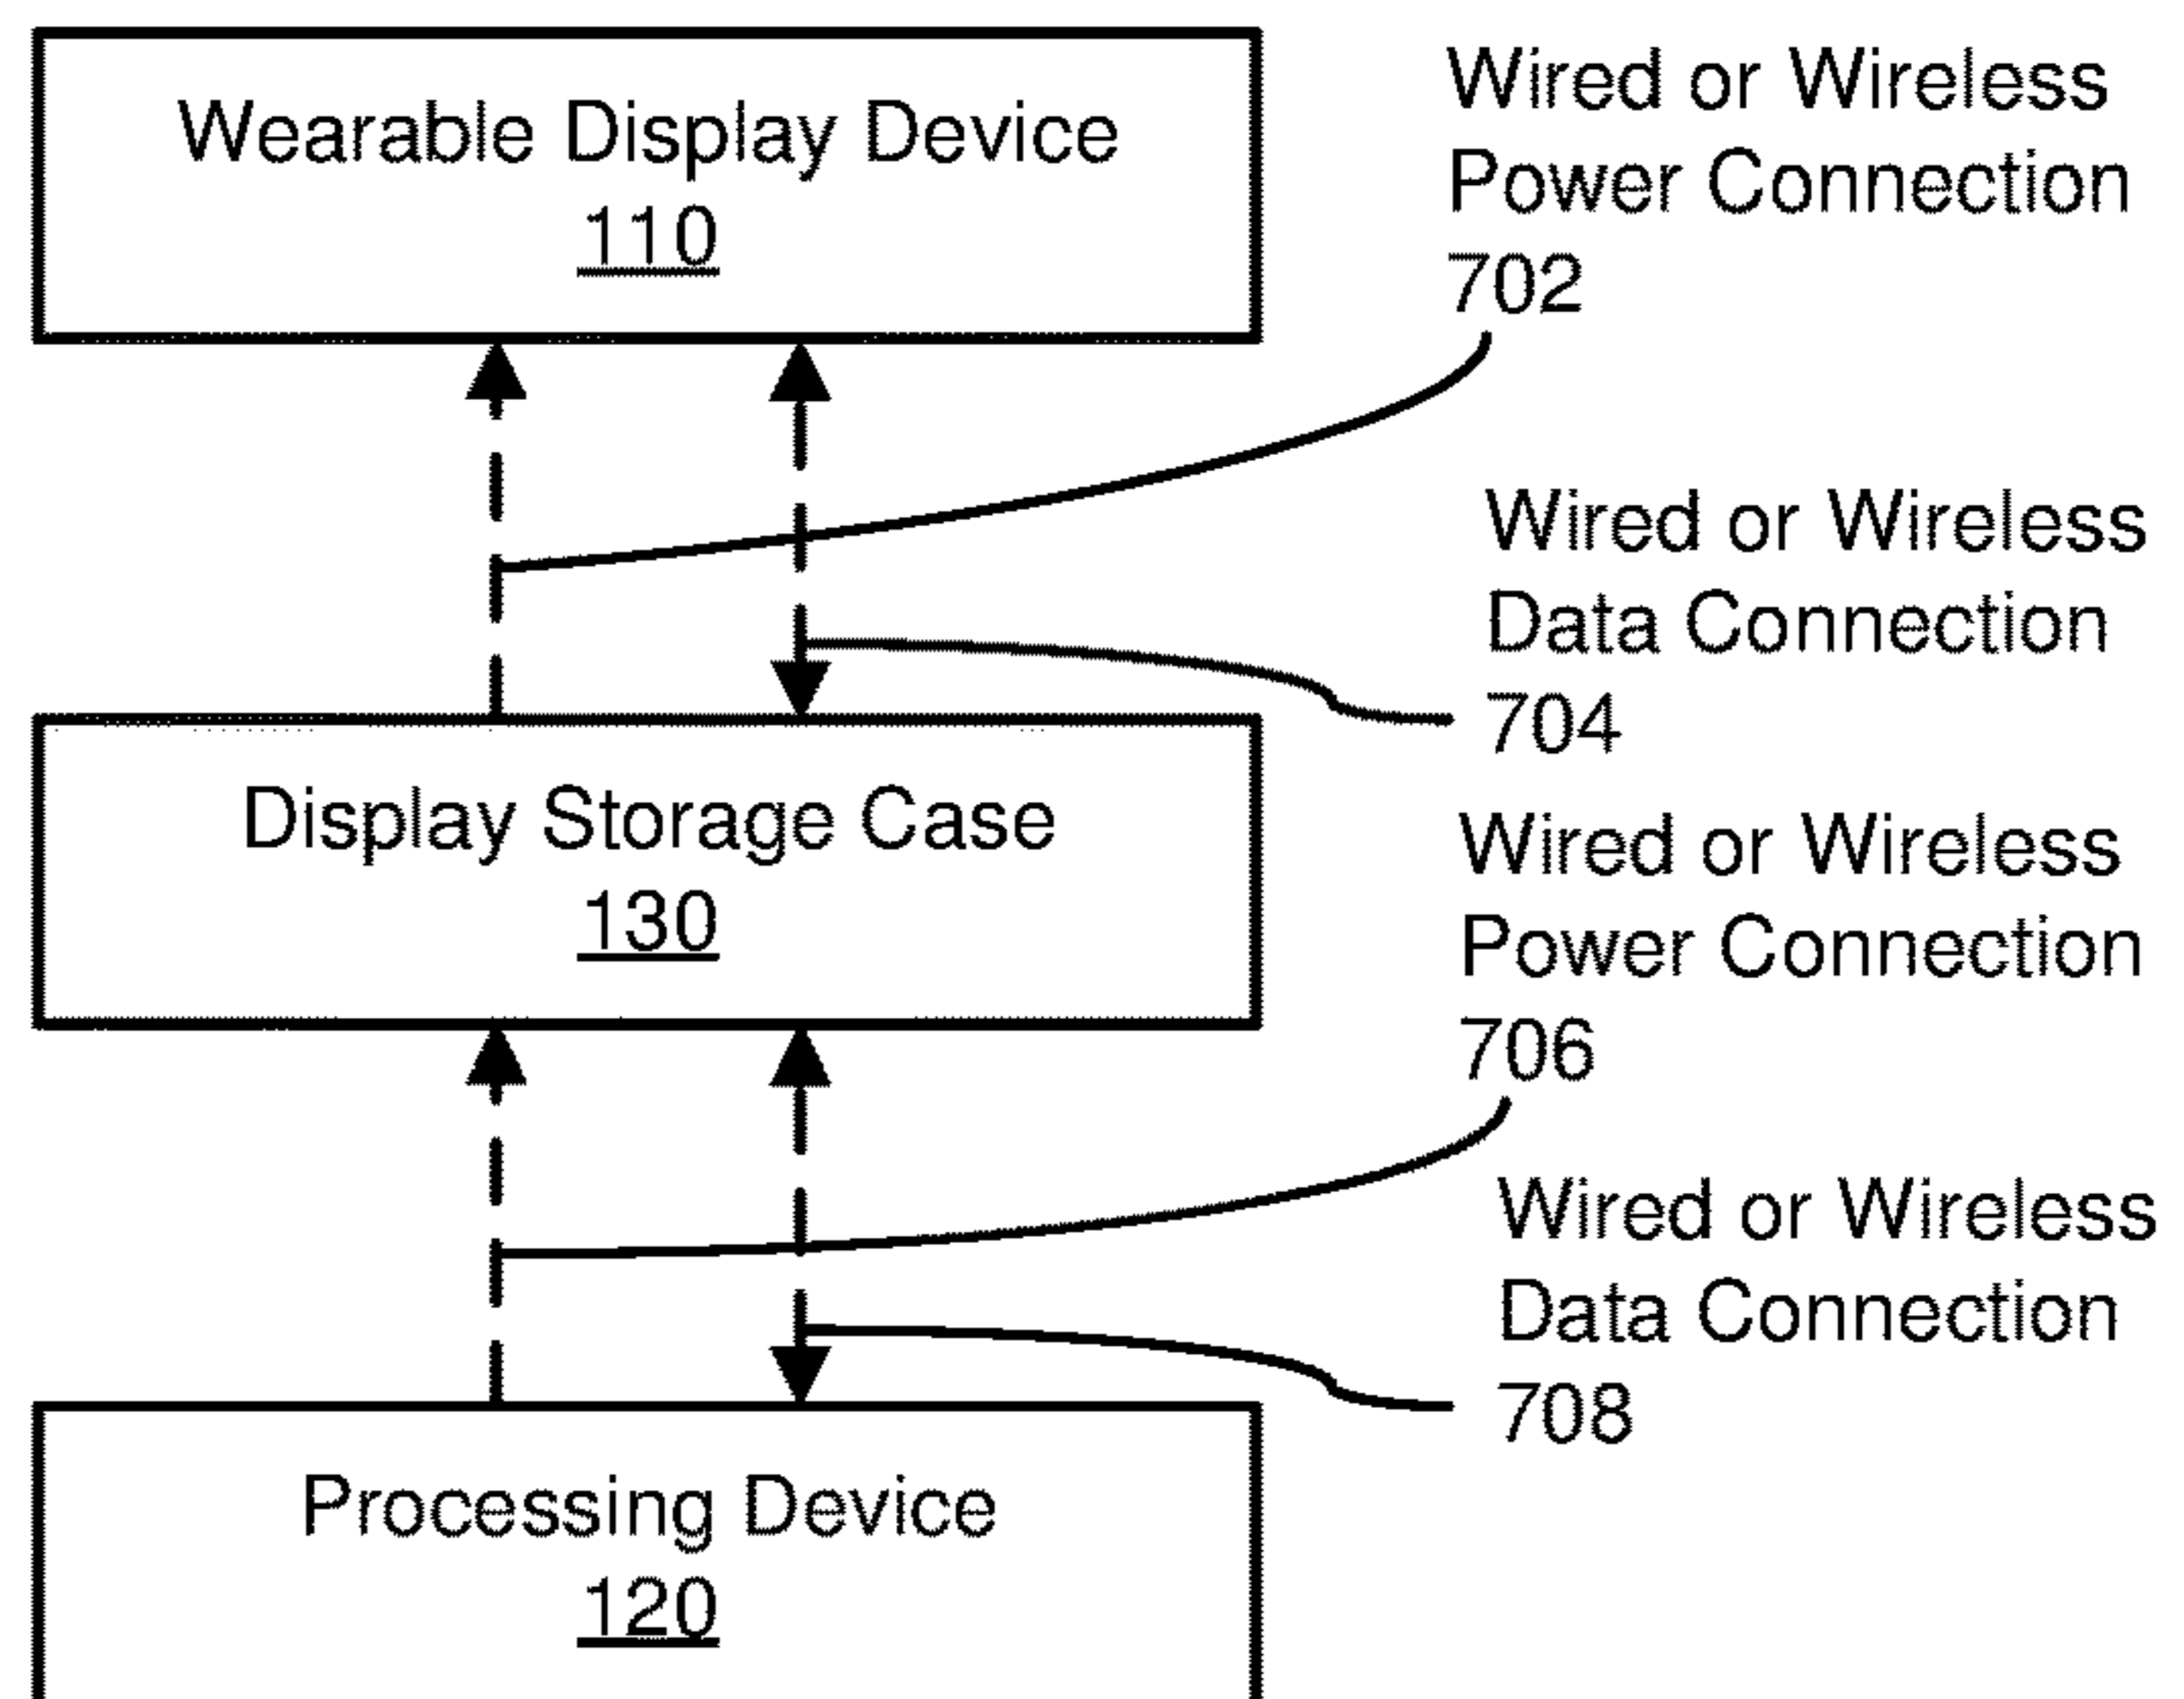 Wearable Display Device
110
Wired or Wireless
Power Connection
702
Wired or Wireless
Data Connection
704
Display Storage Case
130
Wired or Wireless
Power Connection
706
Wired or Wireless
Data Connection
708
Processing Device
120